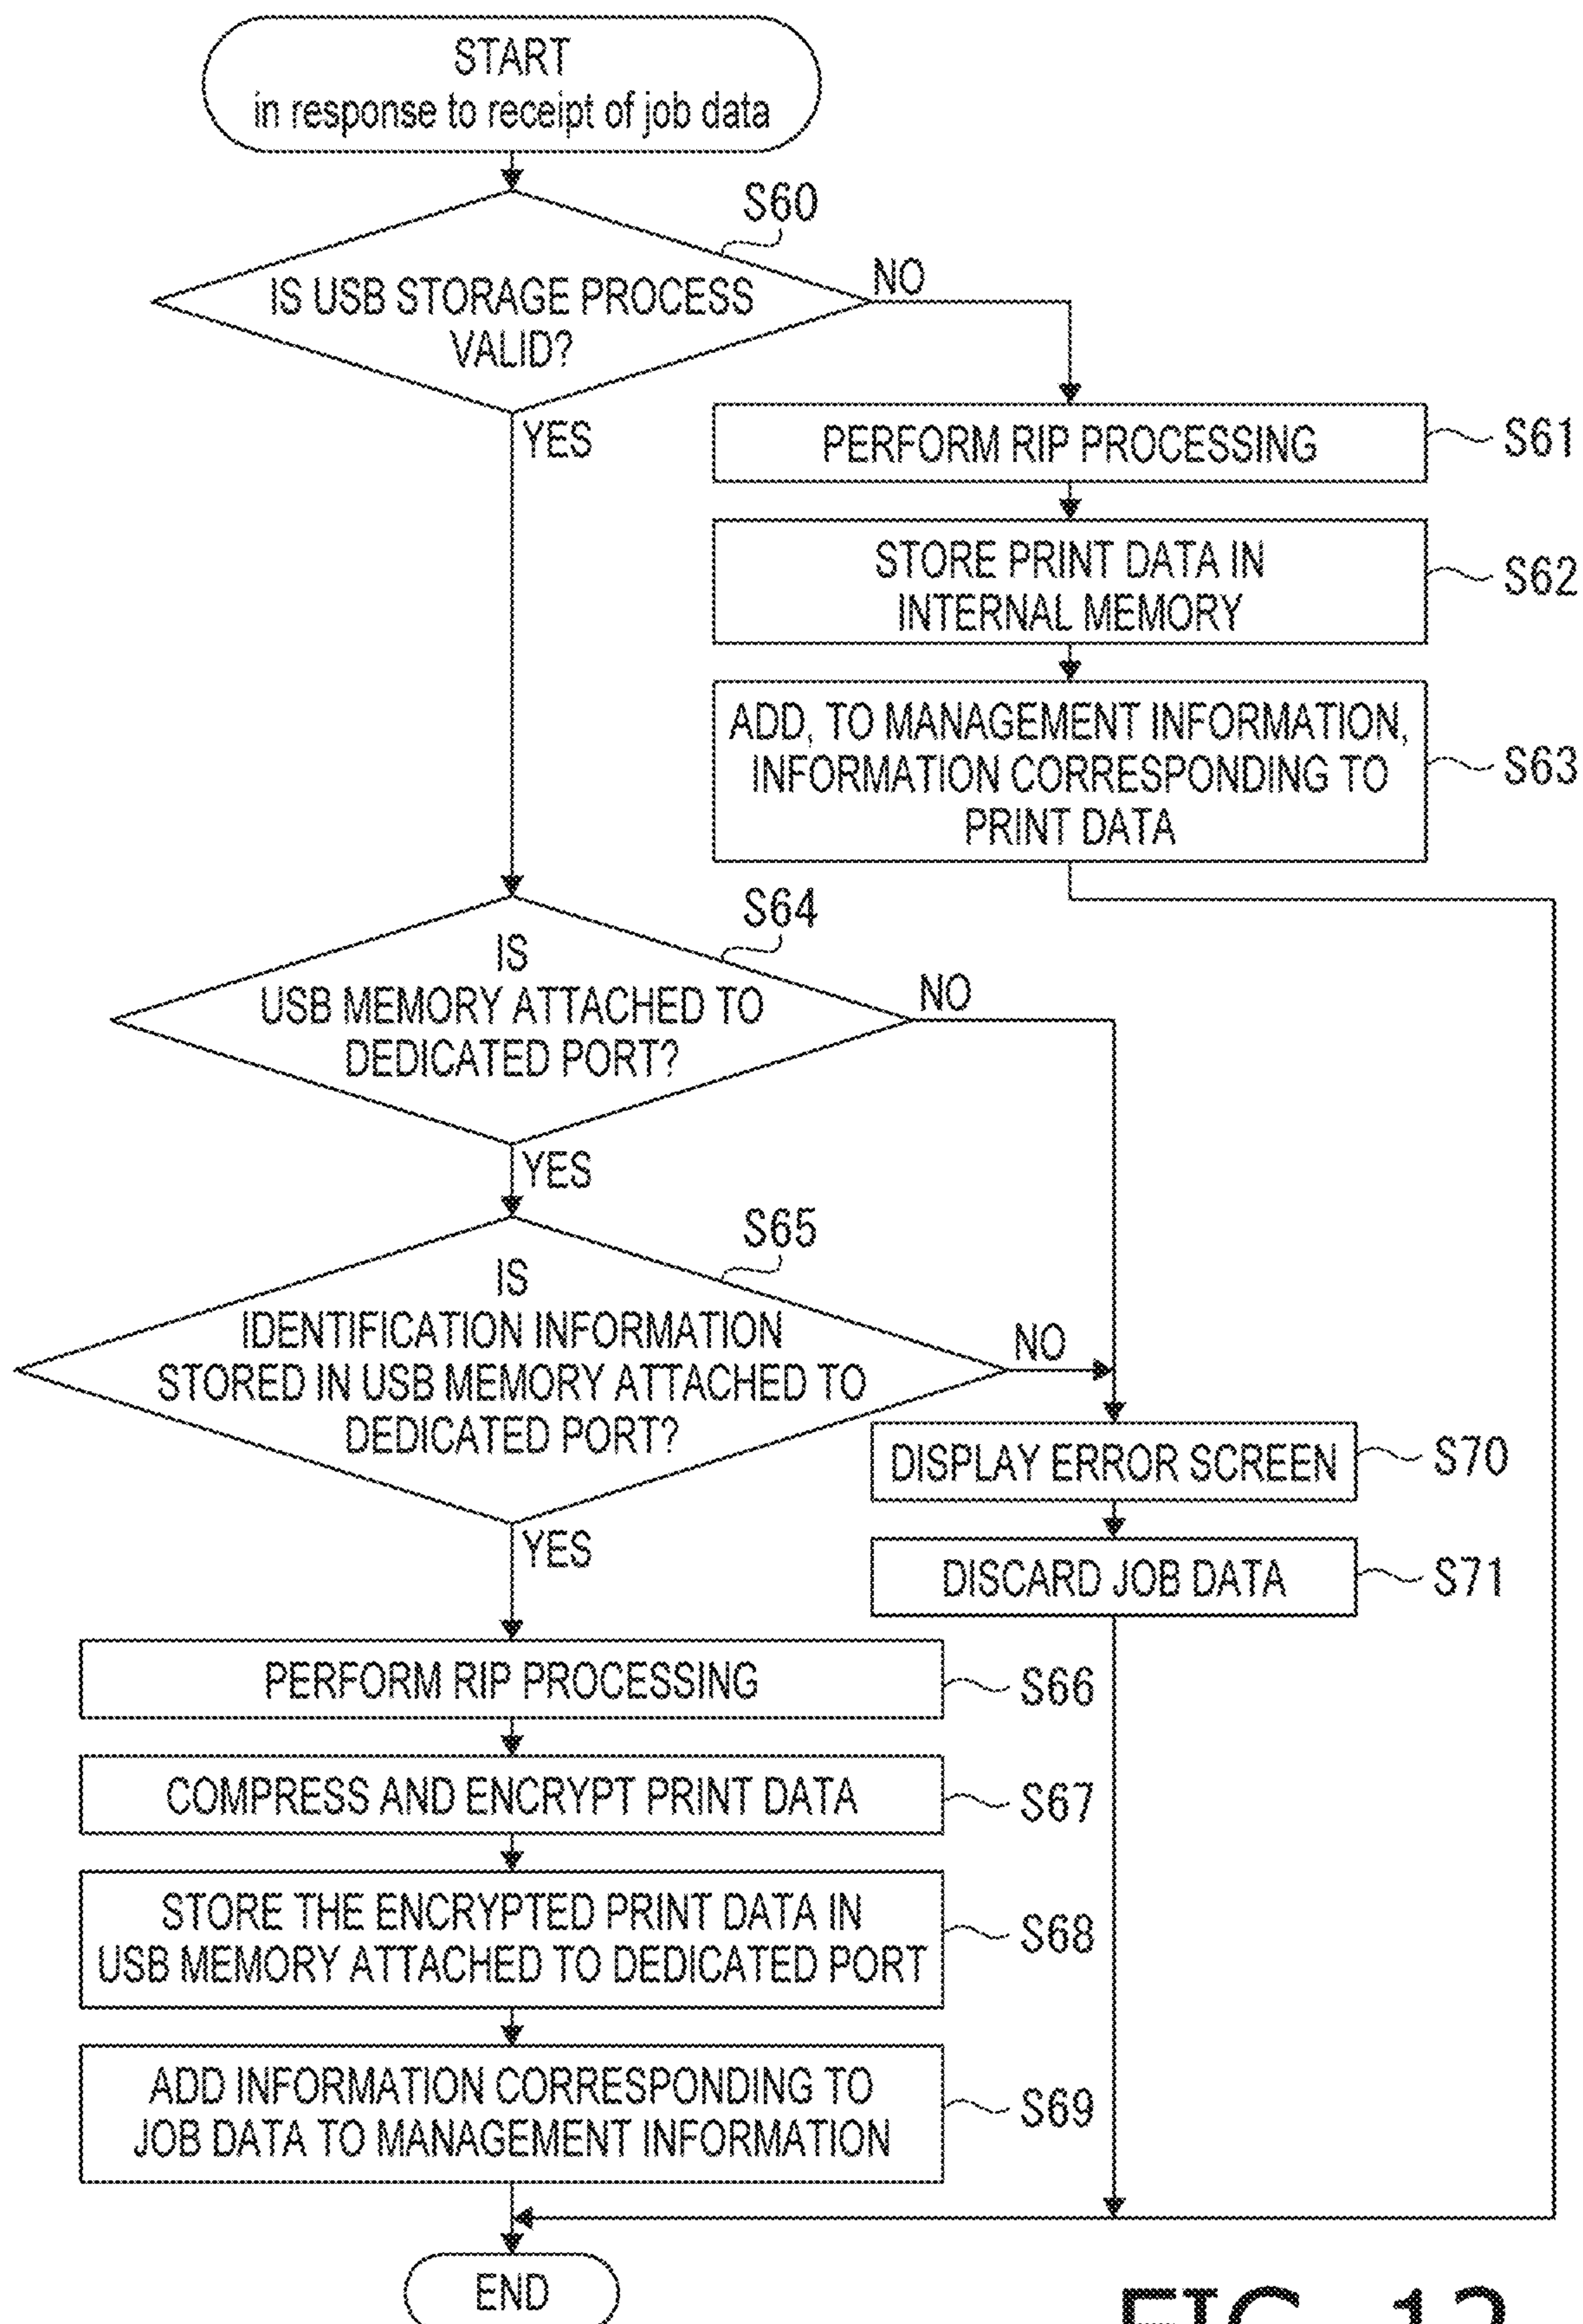 START
in response to receipt of job data
S60
IS USB STORAGE PROCESS
VALID?
NO
YES
PERFORM RIP PROCESSING
S61
STORE PRINT DATA IN
INTERNAL MEMORY
S62
ADD, TO MANAGEMENT INFORMATION,
INFORMATION CORRESPONDING TO
PRINT DATA
S63
S64
IS
USB MEMORY ATTACHED TO
DEDICATED PORT?
NO
YES
S65
IS
IDENTIFICATION INFORMATION
STORED IN USB MEMORY ATTACHED TO
DEDICATED PORT?
NO
YES
DISPLAY ERROR SCREEN
S70
DISCARD JOB DATA
S71
PERFORM RIP PROCESSING
S66
COMPRESS AND ENCRYPT PRINT DATA
S67
STORE THE ENCRYPTED PRINT DATA IN
USB MEMORY ATTACHED TO DEDICATED PORT
S68
ADD INFORMATION CORRESPONDING TO
JOB DATA TO MANAGEMENT INFORMATION
S69
END